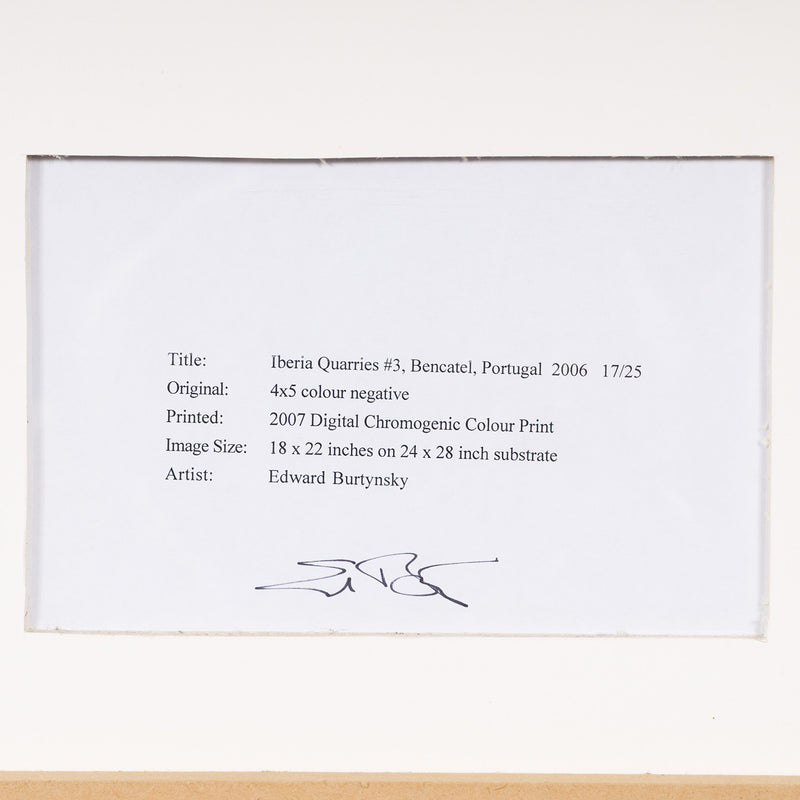 Title: Iberia Quarries #3, Bencatel, Portugal 2006 17/25
Original: 4x5 colour negative
Printed: 2007 Digital Chromogenic Colour Print
Image Size: 18 x 22 inches on 24 x 28 inch substrate
Artist: Edward Burtynsky